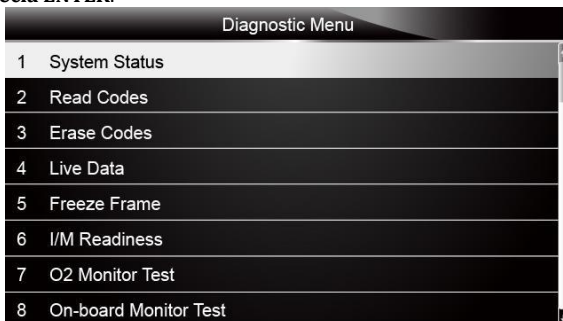 ENTER.
Diagnostic Menu
1 System Status
2 Read Codes
3 Erase Codes
4 Live Data
5 Freeze Frame
6 I/M Readiness
7 O2 Monitor Test
8 On-board Monitor Test